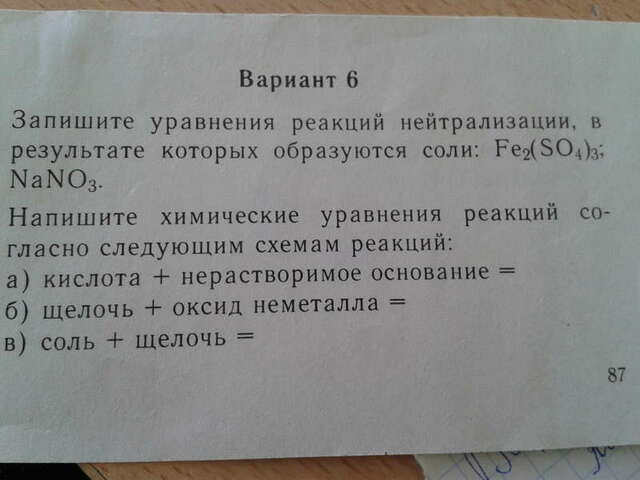 Вариант 6
Запишите уравнения реакций нейтрализации, в
результате которых образуются соли: Fe₂(SO₄)₃;
NaNO₃.
Напишите химические уравнения реакций со-
гласно следующим схемам реакций:
а) кислота + нерастворимое основание =
б) щелочь + оксид неметалла =
в) соль + щелочь =
87